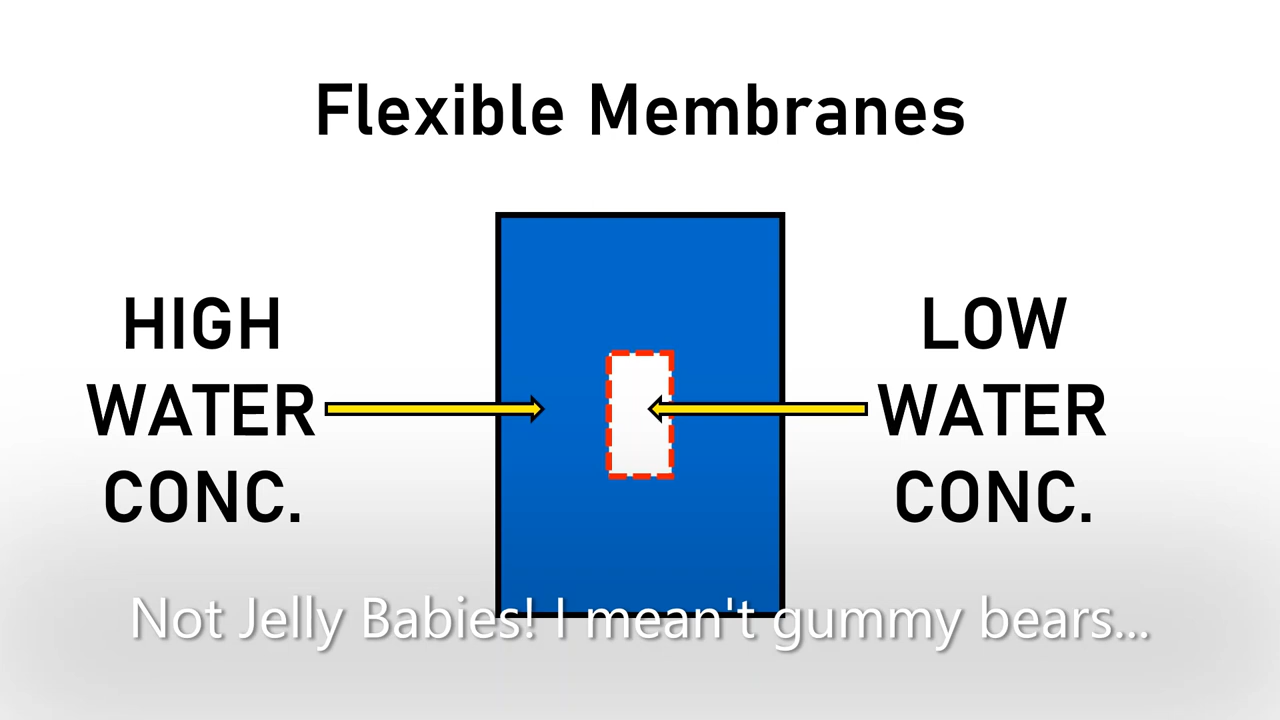 Flexible Membranes
HIGH
WATER
CONC.
LOW
WATER
CONC.
Not Jelly Babies! I mean't gummy bears...